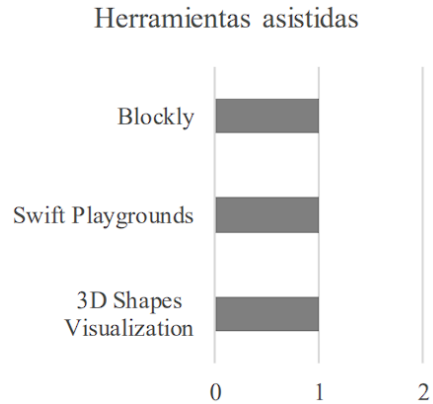 Herramientas asistidas
Blockly
Swift Playgrounds
3D Shapes
Visualization
0 1 2